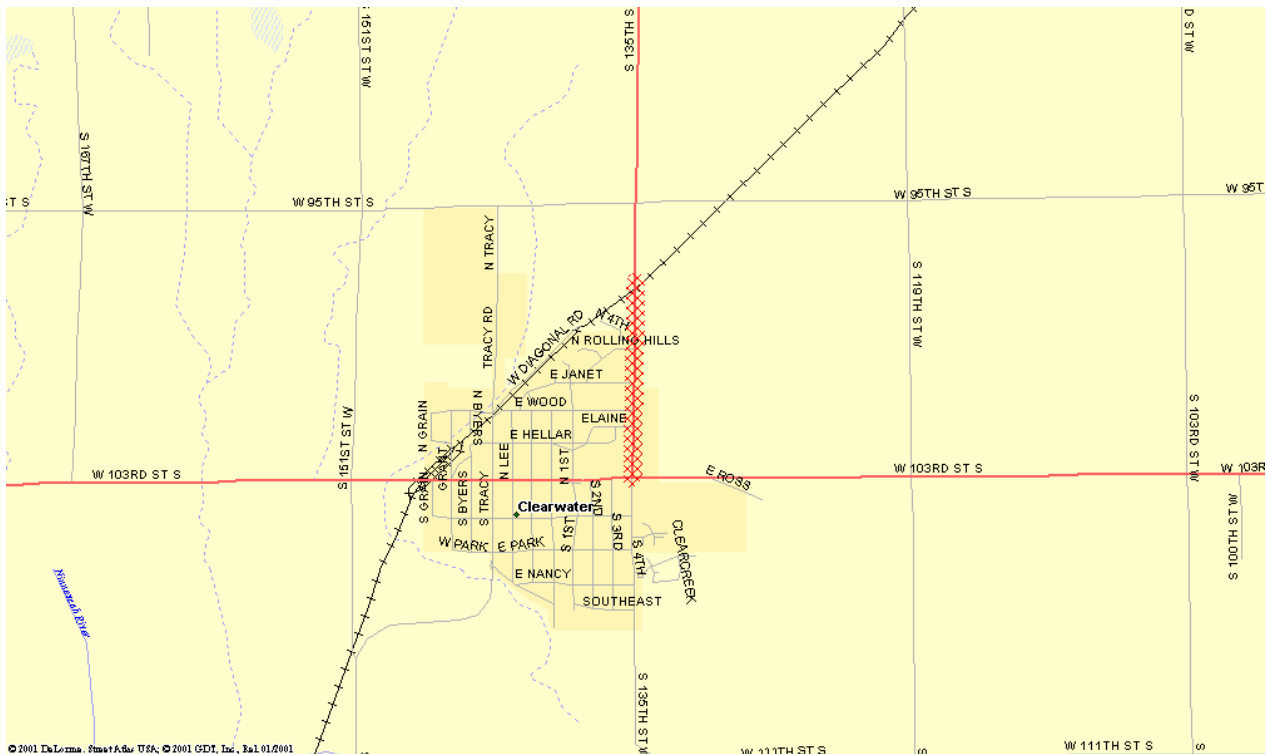 S 151ST ST W
S 135TH S
D ST W
S 167TH ST W
T S
W 95TH ST S
W 95TH ST S
W 95T
N TRACY
S 119TH ST W
TRACY RD
W DIAGONAL RD
N 4TH
N ROLLING HILLS
E JANET
N BYERS
E WOOD
N GRAIN
ELAINE
S 103RD ST W
S 151ST ST W
E HELLAR
GRANT
N LEE
N 1ST
W 103RD ST S
W 103RD ST S
W 103R
E ROSS
S GRAIN
S BYERS
S TRACY
S 2ND
Clearwater
S 1ST
S 3RD
CLEARCREEK
S 100TH ST W
W PARK
E PARK
S 4TH
E NANCY
SOUTHEAST
Ninnescah River
S 135TH ST W
W 111TH ST S
W 111TH ST S
S
© 2001 DeLorme. Street Atlas USA; © 2001 GDT, Inc., Rel. 01/2001